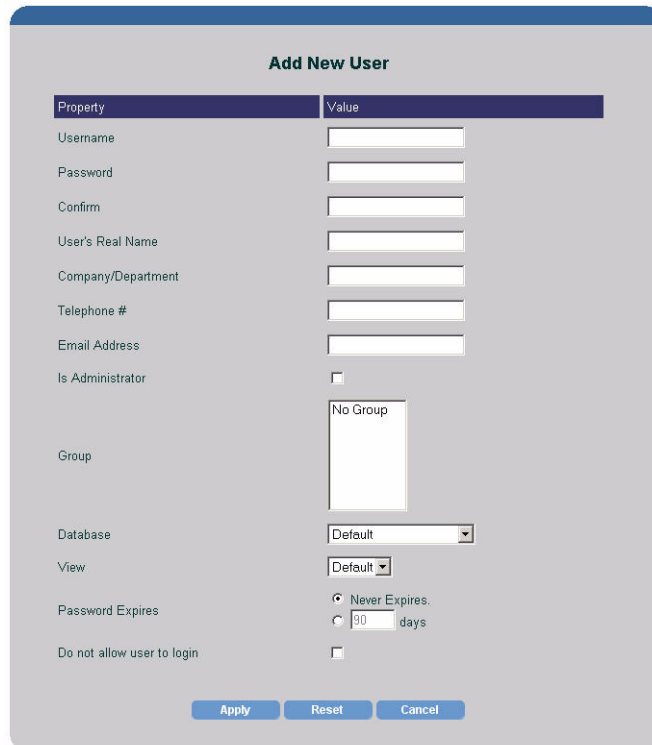 Add New User
Property Value
Username
Password
Confirm
User's Real Name
Company/Department
Telephone #
Email Address
Is Administrator
No Group
Group
Database Default
View Default
Never Expires.
Password Expires
90 days
Do not allow user to login
Apply Reset Cancel